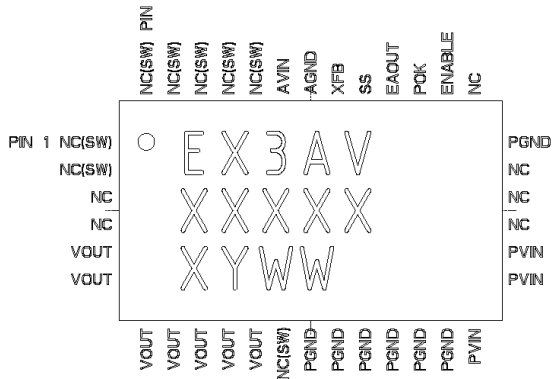 NC(SW) PIN
NC(SW)
NC(SW)
NC(SW)
NC(SW)
AVIN
AGND
XFB
SS
EAOUT
POK
ENABLE
NC
PIN 1 NC(SW)
NC(SW)
NC
NC
VOUT
VOUT
EX3AV
XXXXX
XYWW
PGND
NC
NC
NC
PVIN
PVIN
VOUT
VOUT
VOUT
VOUT
VOUT
NC(SW)
PGND
PGND
PGND
PGND
PGND
PGND
PVIN